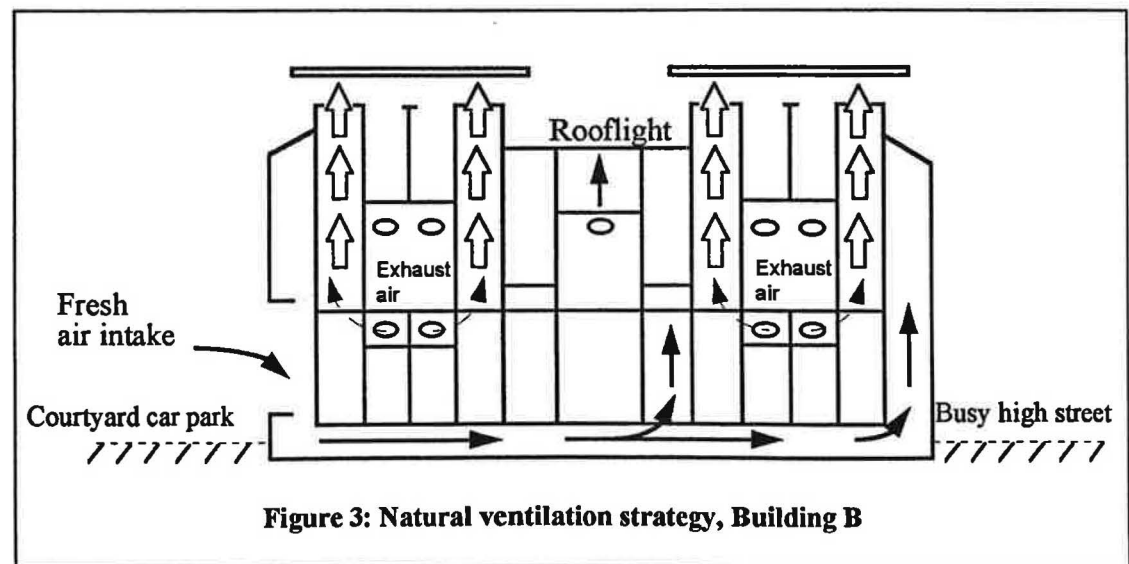 Rooflight
Exhaust
air
Exhaust
air
Fresh
air intake
Courtyard car park
Busy high street
Figure 3: Natural ventilation strategy, Building B